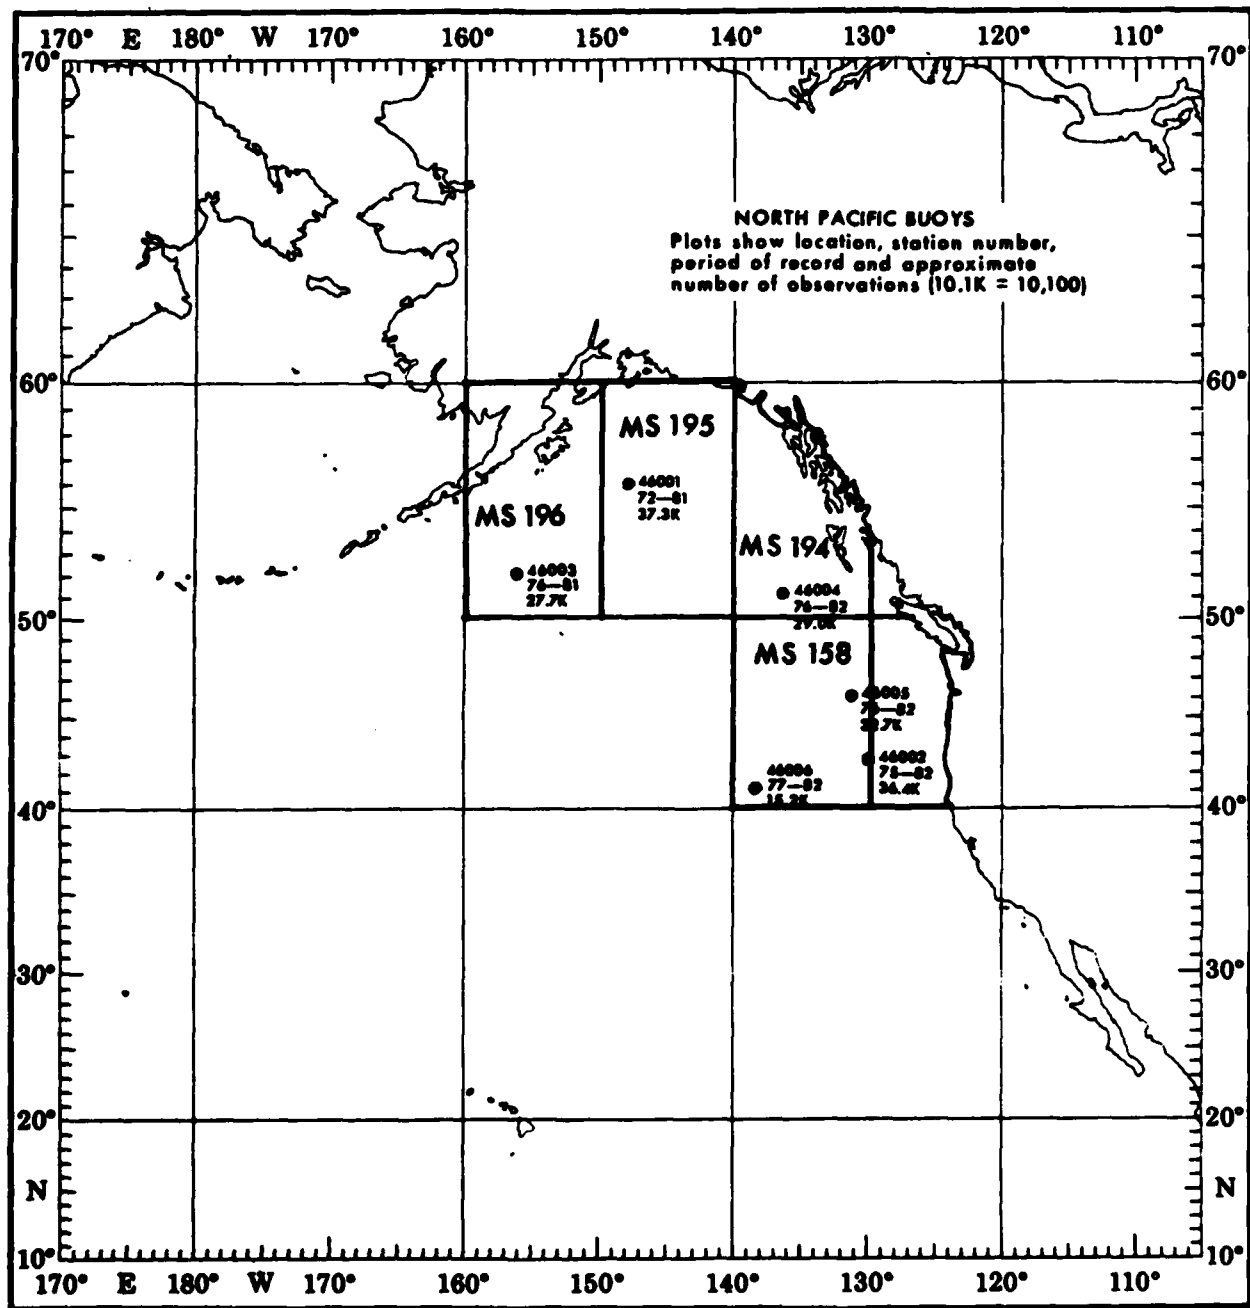 170° E 180° W 170° 160° 150° 140° 130° 120° 110°
70° 70°
NORTH PACIFIC BUOYS
Plots show location, station number,
period of record and approximate
number of observations (10.1K = 10,100)
60° 60°
MS 195
46001
72—81
37.3K
MS 196
MS 194
46003
76—81
27.7K
46004
76—82
50° 50°
MS 158
46005
46002
46006
77—82
36.4K
15.2K
40° 40°
30° 30°
20° 20°
N N
10° 10°
170° E 180° W 170° 160° 150° 140° 130° 120° 110°